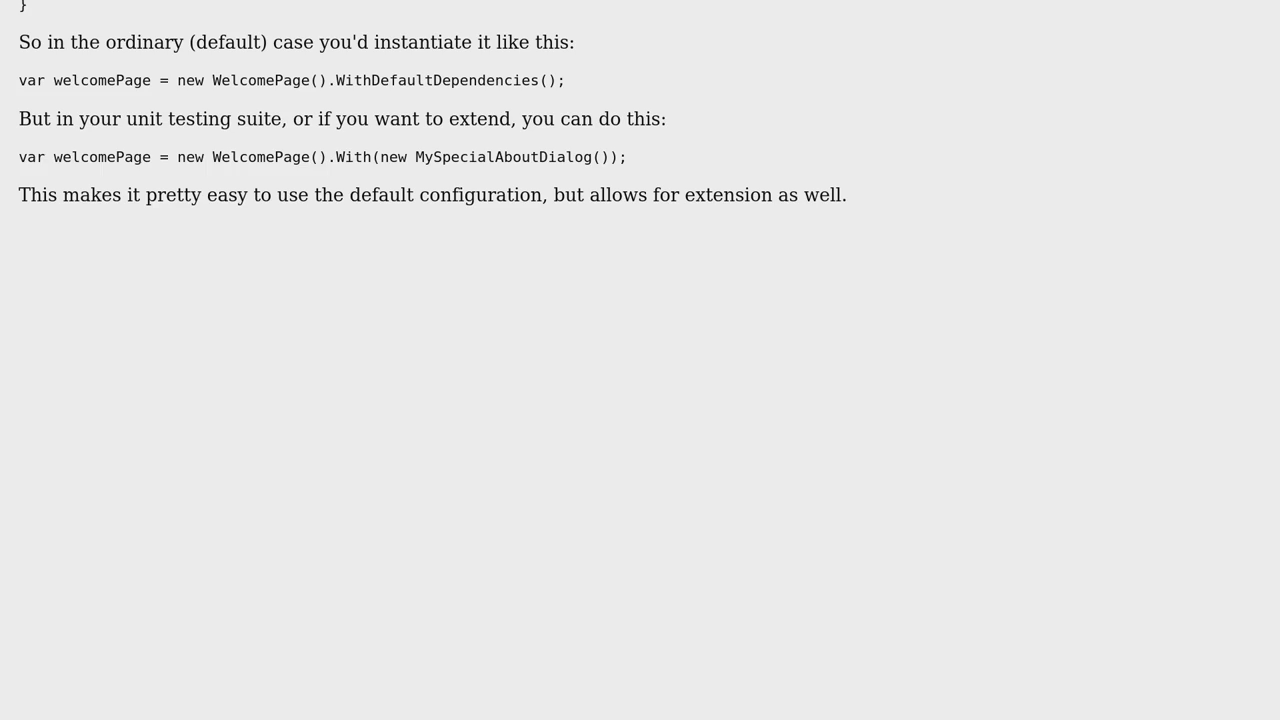 }
So in the ordinary (default) case you'd instantiate it like this:
var welcomePage = new WelcomePage().WithDefaultDependencies();
But in your unit testing suite, or if you want to extend, you can do this:
var welcomePage = new WelcomePage().With(new MySpecialAboutDialog());
This makes it pretty easy to use the default configuration, but allows for extension as well.